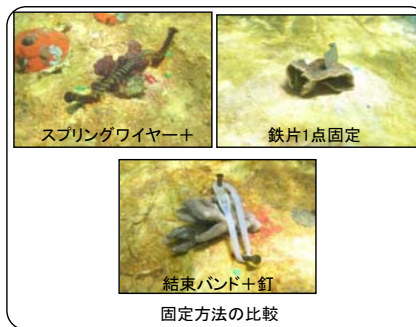 スプリングワイヤー＋
鉄片1点固定
結束バンド＋釘
固定方法の比較